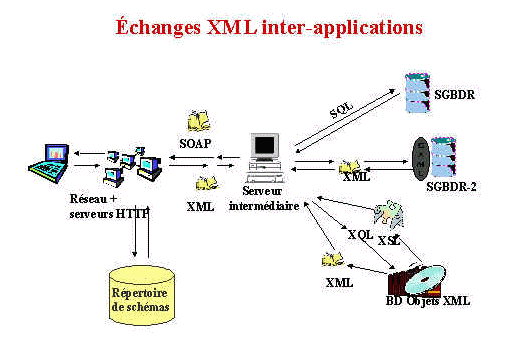 Échanges XML inter-applications
SQL
SGBDR
SOAP
XML
SGBDR-2
Réseau +
serveurs HTTP
XML
Serveur
intermédiaire
XQL
XSL
XML
BD Objets XML
Répertoire
de schémas